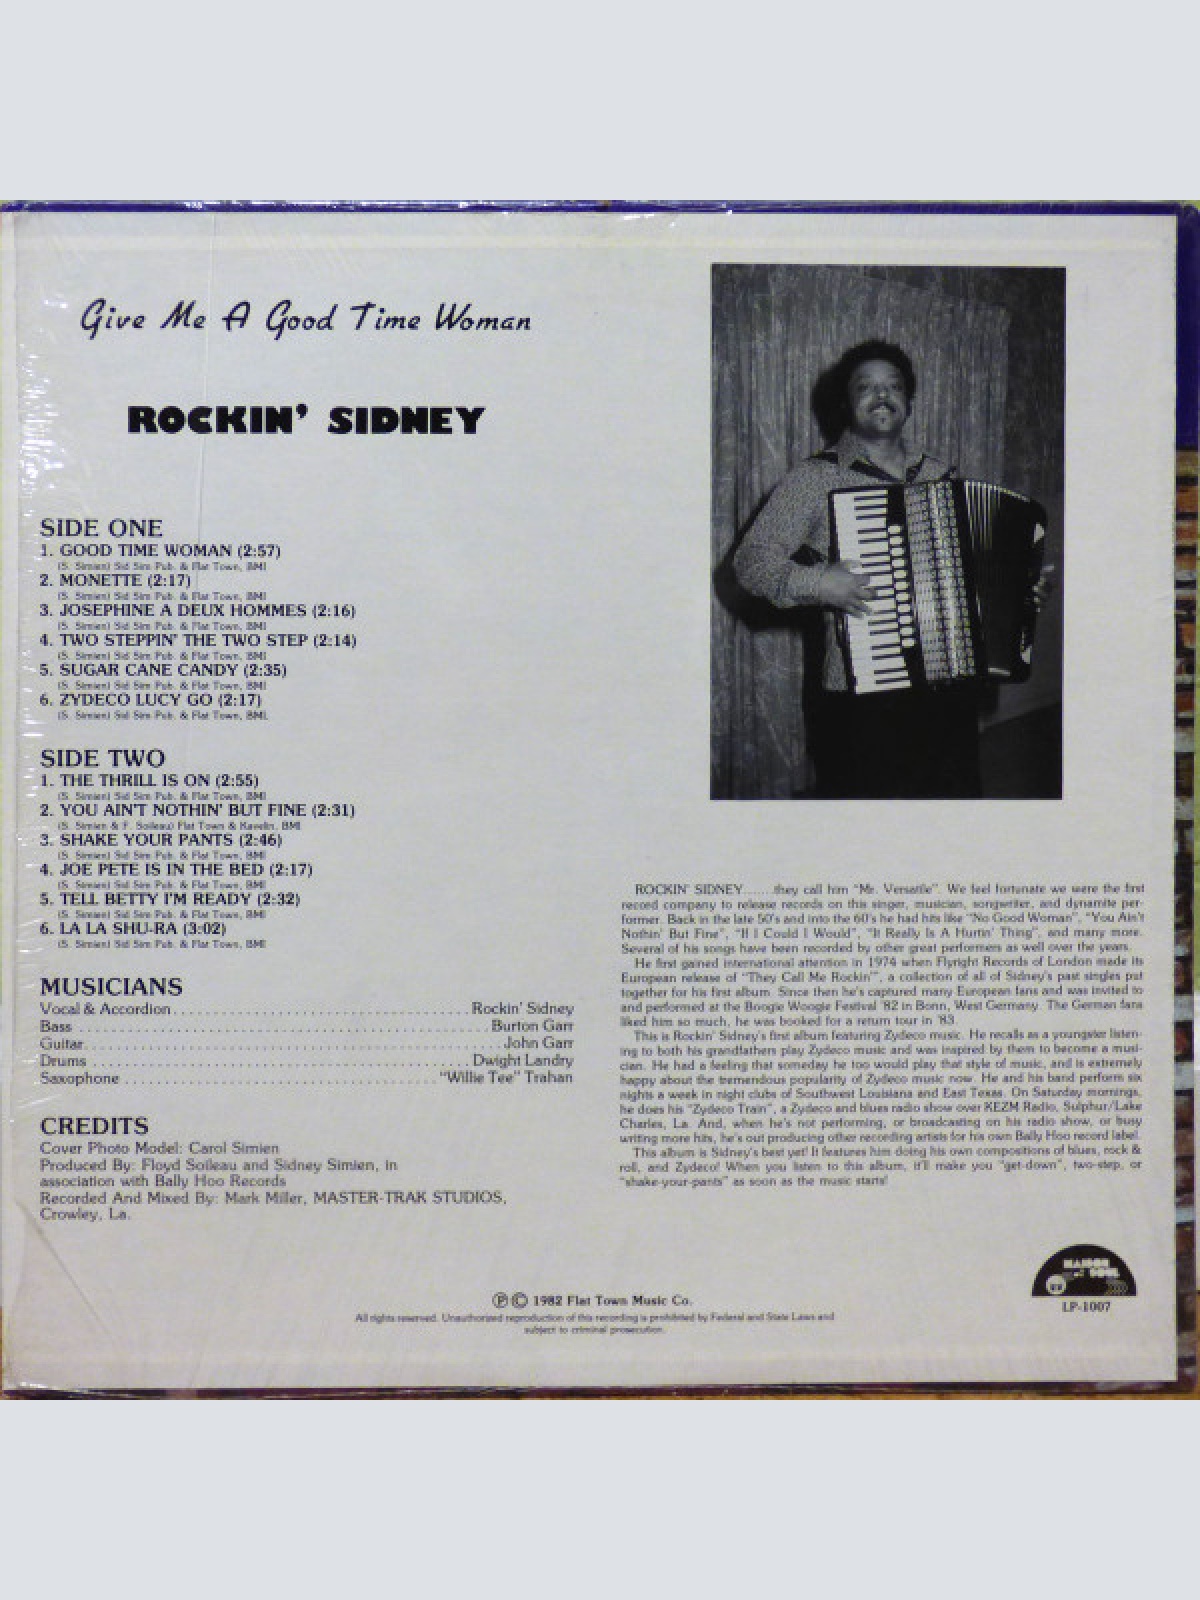 Give Me A Good Time Woman
ROCKIN' SIDNEY
SIDE ONE
1. GOOD TIME WOMAN (2:57)
(S. Simien) Sid Sim Pub. & Flat Town, BMI
2. MONETTE (2:17)
(S. Simien) Sid Sim Pub. & Flat Town, BMI
3. JOSEPHINE A DEUX HOMMES (2:16)
(S. Simien) Sid Sim Pub. & Flat Town, BMI
4. TWO STEPPIN' THE TWO STEP (2:14)
(S. Simien) Sid Sim Pub. & Flat Town, BMI
5. SUGAR CANE CANDY (2:35)
(S. Simien) Sid Sim Pub. & Flat Town, BMI
6. ZYDECO LUCY GO (2:17)
(S. Simien) Sid Sim Pub. & Flat Town, BMI.
SIDE TWO
1. THE THRILL IS ON (2:55)
(S. Simien) Sid Sim Pub. & Flat Town, BMI
2. YOU AIN'T NOTHIN' BUT FINE (2:31)
(S. Simien & F. Soileau) Flat Town & Kavelin, BMI
3. SHAKE YOUR PANTS (2:46)
(S. Simien) Sid Sim Pub. & Flat Town, BMI
4. JOE PETE IS IN THE BED (2:17)
(S. Simien) Sid Sim Pub. & Flat Town, BMI
5. TELL BETTY I'M READY (2:32)
(S. Simien) Sid Sim Pub. & Flat Town, BMI
6. LA LA SHU-RA (3:02)
(S. Simien) Sid Sim Pub. & Flat Town, BMI
MUSICIANS
Vocal & Accordion.......... Rockin' Sidney
Bass .......... Burton Garr
Guitar.......... John Garr
Drums .......... Dwight Landry
Saxophone .......... "Willie Tee" Trahan
CREDITS
Cover Photo Model: Carol Simien
Produced By: Floyd Soileau and Sidney Simien, in
association with Bally Hoo Records
Recorded And Mixed By: Mark Miller, MASTER-TRAK STUDIOS,
Crowley, La.
ROCKIN' SIDNEY.......they call him "Mr. Versatile". We feel fortunate we were the first
record company to release records on this singer, musician, songwriter, and dynamite per-
former. Back in the late 50's and into the 60's he had hits like "No Good Woman", "You Ain't
Nothin' But Fine", "If I Could I Would", "It Really Is A Hurtin' Thing", and many more.
Several of his songs have been recorded by other great performers as well over the years.
He first gained international attention in 1974 when Flyright Records of London made its
European release of "They Call Me Rockin'", a collection of all of Sidney's past singles put
together for his first album. Since then he's captured many European fans and was invited to
and performed at the Boogie Woogie Festival '82 in Bonn, West Germany. The German fans
liked him so much, he was booked for a return tour in '83.
This is Rockin' Sidney's first album featuring Zydeco music. He recalls as a youngster listen-
ing to both his grandfathers play Zydeco music and was inspired by them to become a musi-
cian. He had a feeling that someday he too would play that style of music, and is extremely
happy about the tremendous popularity of Zydeco music now. He and his band perform six
nights a week in night clubs of Southwest Louisiana and East Texas. On Saturday mornings,
he does his "Zydeco Train", a Zydeco and blues radio show over KEZM Radio, Sulphur/Lake
Charles, La. And, when he's not performing, or broadcasting on his radio show, or busy
writing more hits, he's out producing other recording artists for his own Bally Hoo record label.
This album is Sidney's best yet! It features him doing his own compositions of blues, rock &
roll, and Zydeco! When you listen to this album, it'll make you "get-down", two-step, or
"shake-your-pants" as soon as the music starts!
MAISON
de SOUL
LP-1007
℗ © 1982 Flat Town Music Co.
All rights reserved. Unauthorized reproduction of this recording is prohibited by Federal and State Laws and
subject to criminal prosecution.